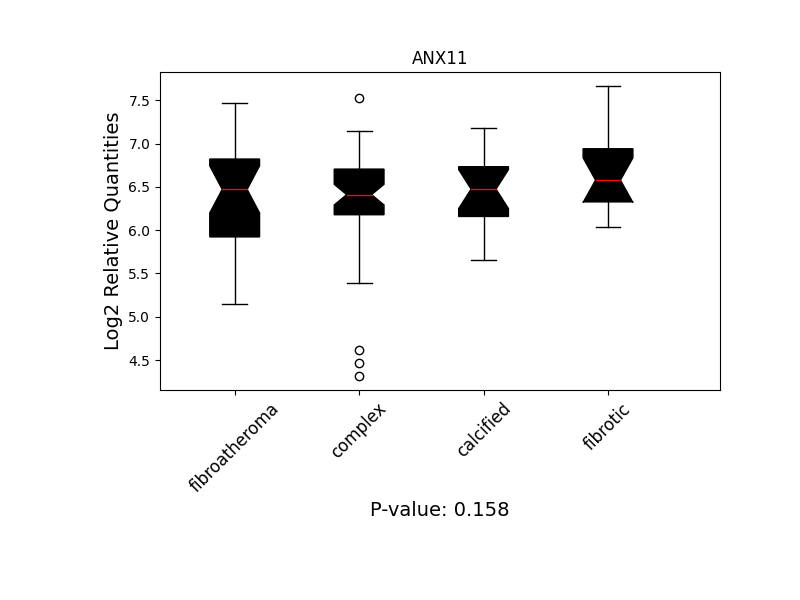 ANX11
Log2 Relative Quantities
7.5
7.0
6.5
6.0
5.5
5.0
4.5
fibroatheroma
complex
calcified
fibrotic
P-value: 0.158